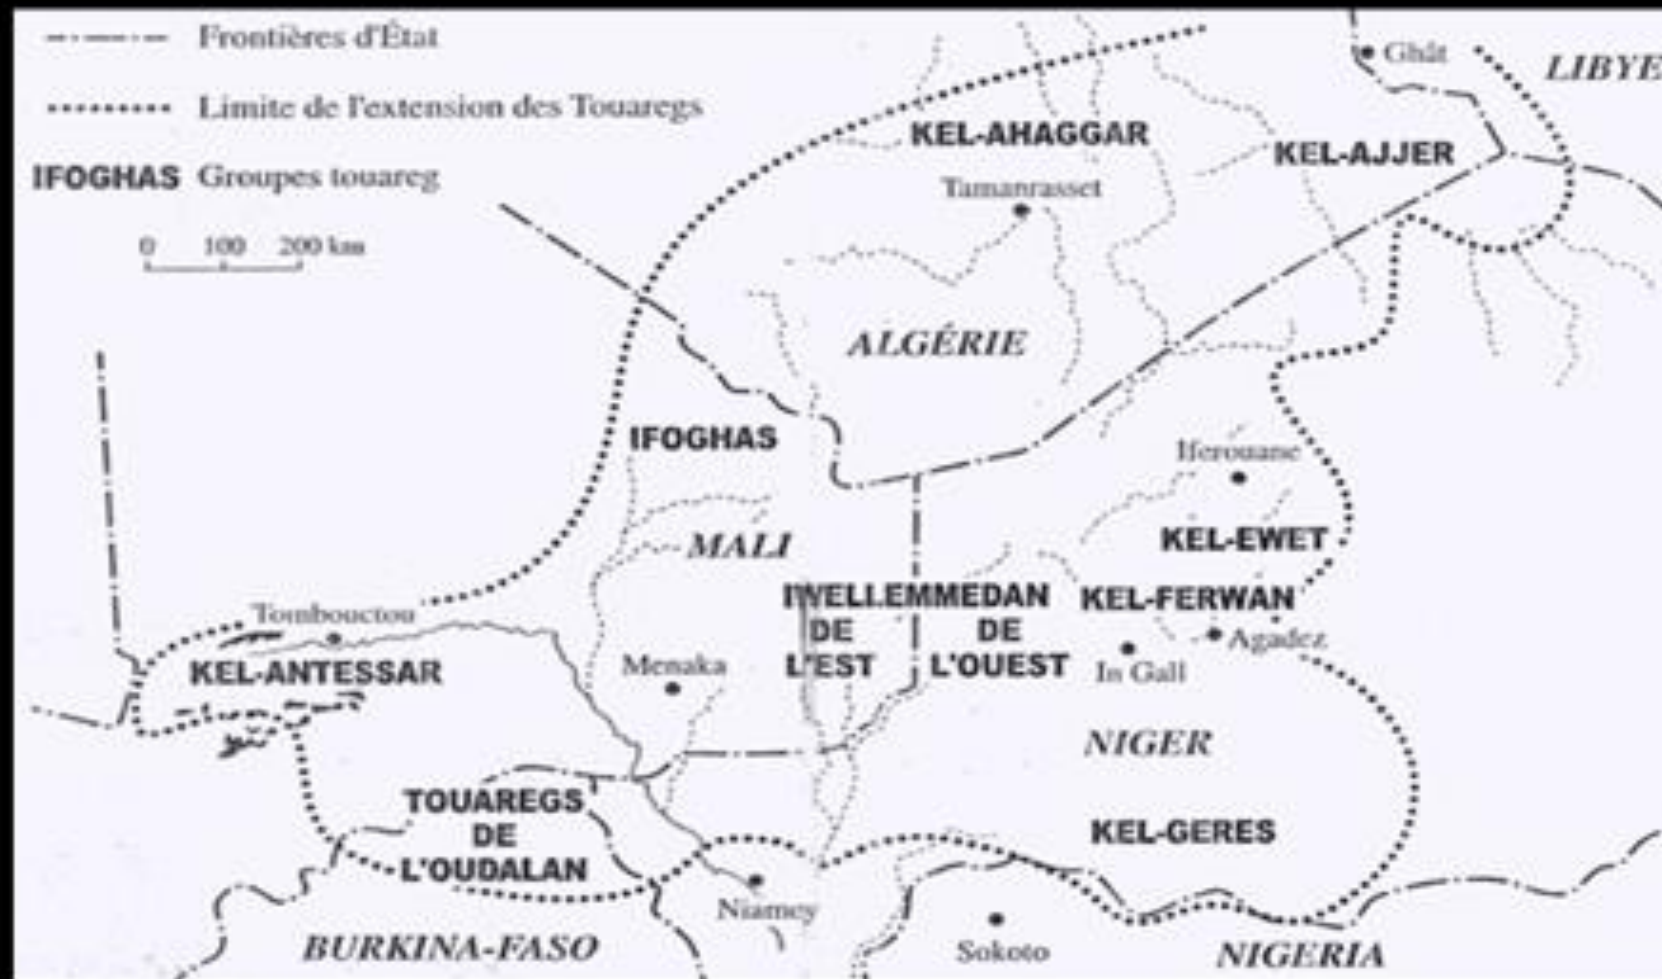 Frontières d'État
Limite de l'extension des Touaregs
IFOGHAS Groupes touareg
0 100 200 km
Ghât
LIBYE
KEL-AHAGGAR
KEL-AJJER
Tamanrasset
ALGÉRIE
IFOGHAS
Iferouane
MALI
KEL-EWET
IWELLEMMEDAN
DE
L'EST
DE
L'OUEST
KEL-FERWAN
Tombouctou
KEL-ANTESSAR
Menaka
In Gall
Agadez
NIGER
TOUAREGS
DE
L'OUDALAN
KEL-GERES
Niamey
BURKINA-FASO
Sokoto
NIGERIA